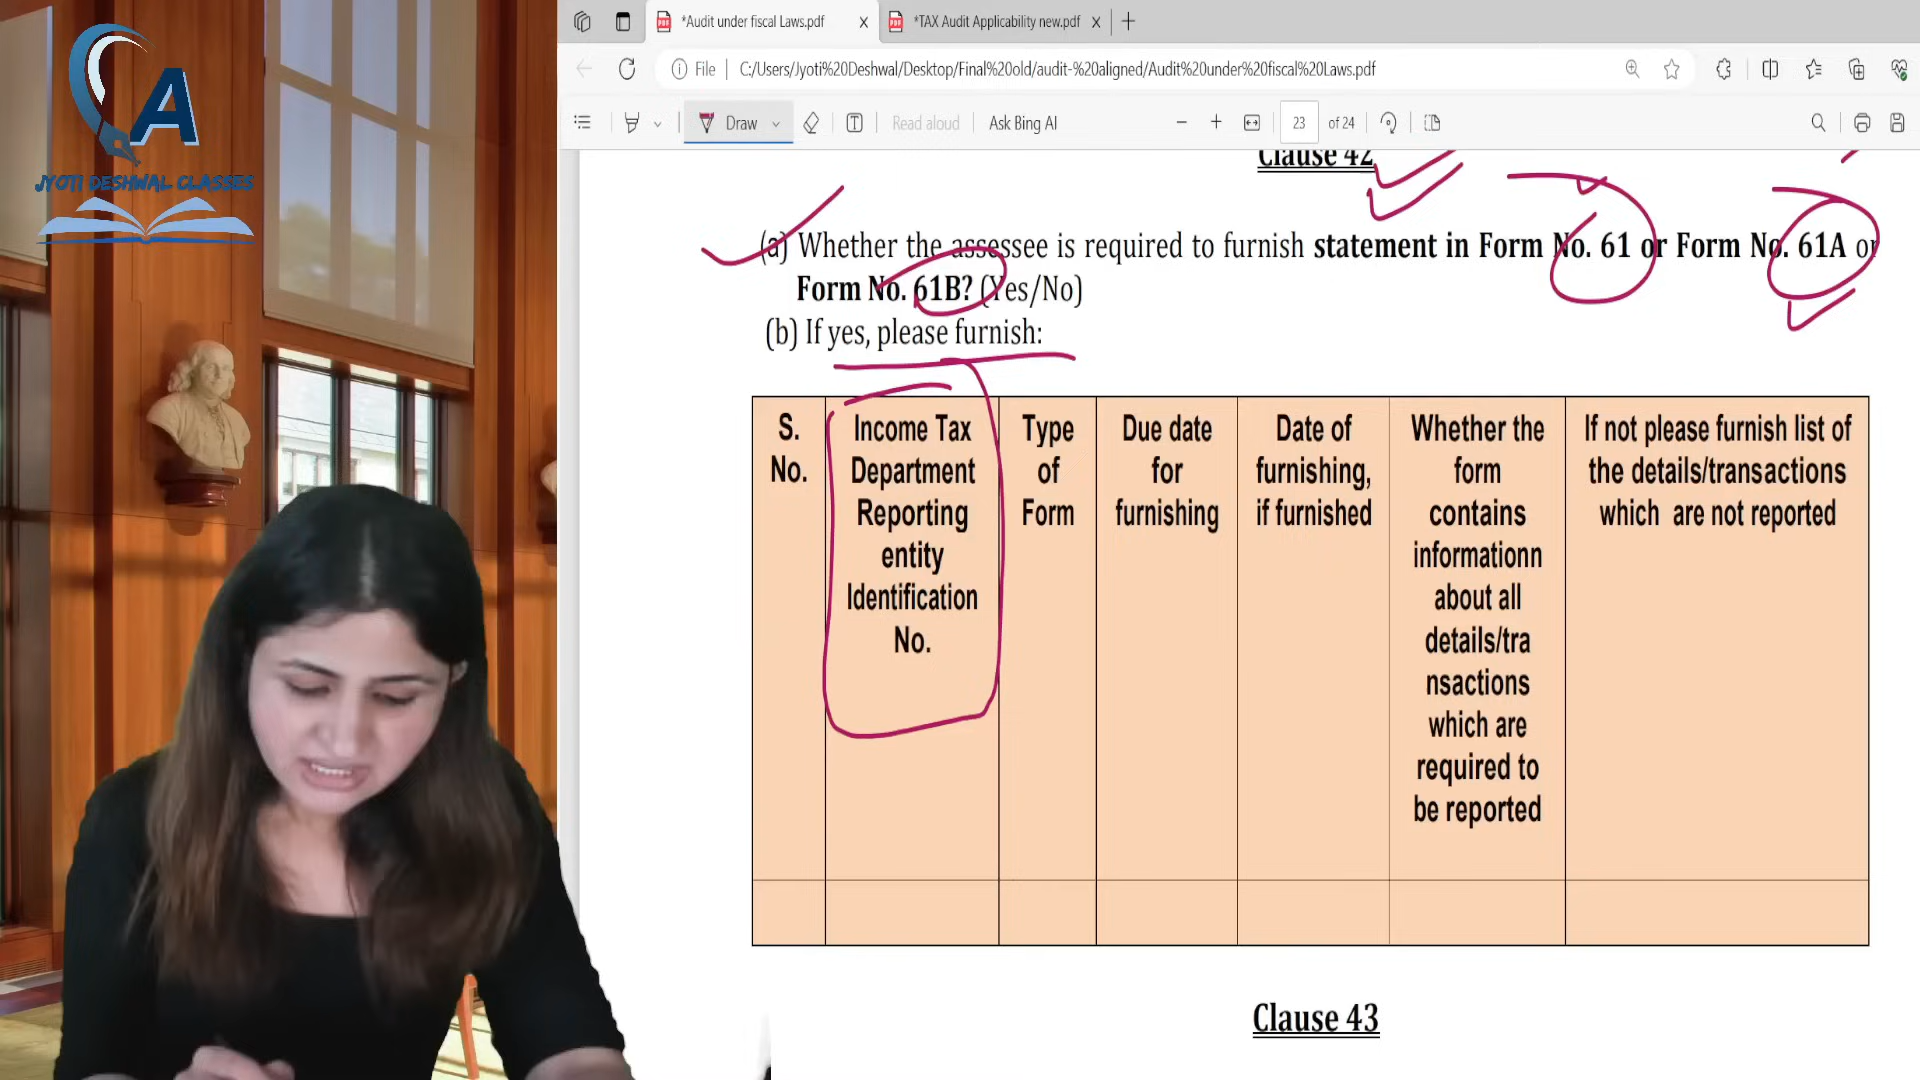 A
JYOTI DESHWAL CLASSES
*Audit under fiscal Laws.pdf
*TAX Audit Applicability new.pdf
File
C:/Users/Jyoti%20Deshwal/Desktop/Final%20old/audit-%20aligned/Audit%20under%20fiscal%20Laws.pdf
Draw
Read aloud
Ask Bing AI
23
of 24
Clause 42
(a) Whether the assessee is required to furnish statement in Form No. 61 or Form No. 61A or
Form No. 61B? (Yes/No)
(b) If yes, please furnish:
S.
No.
Income Tax
Department
Reporting
entity
Identification
No.
Type
of
Form
Due date
for
furnishing
Date of
furnishing,
if furnished
Whether the
form
contains
informationn
about all
details/tra
nsactions
which are
required to
be reported
If not please furnish list of
the details/transactions
which are not reported
Clause 43